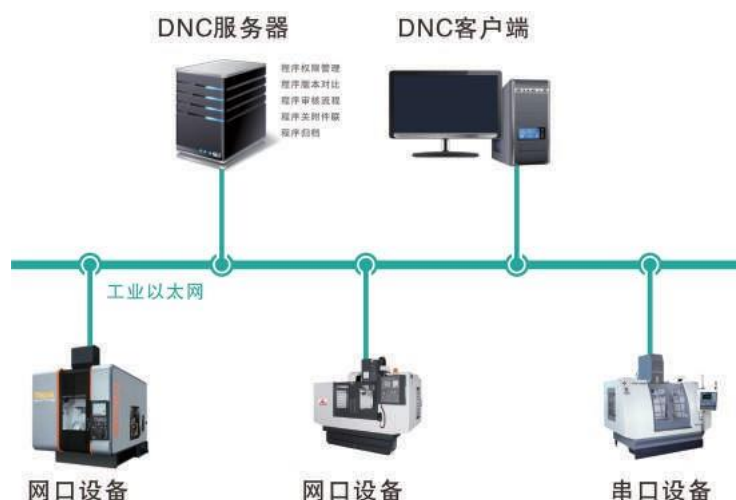 DNC服务器
DNC客户端
程序权限管理
程序版本对比
程序审核流程
程序关附件联
程序归档
工业以太网
网口设备
网口设备
串口设备